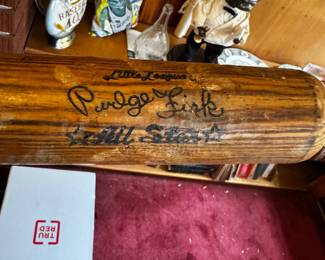 Little League
Pudge Fisk
All Star
TRU
RED